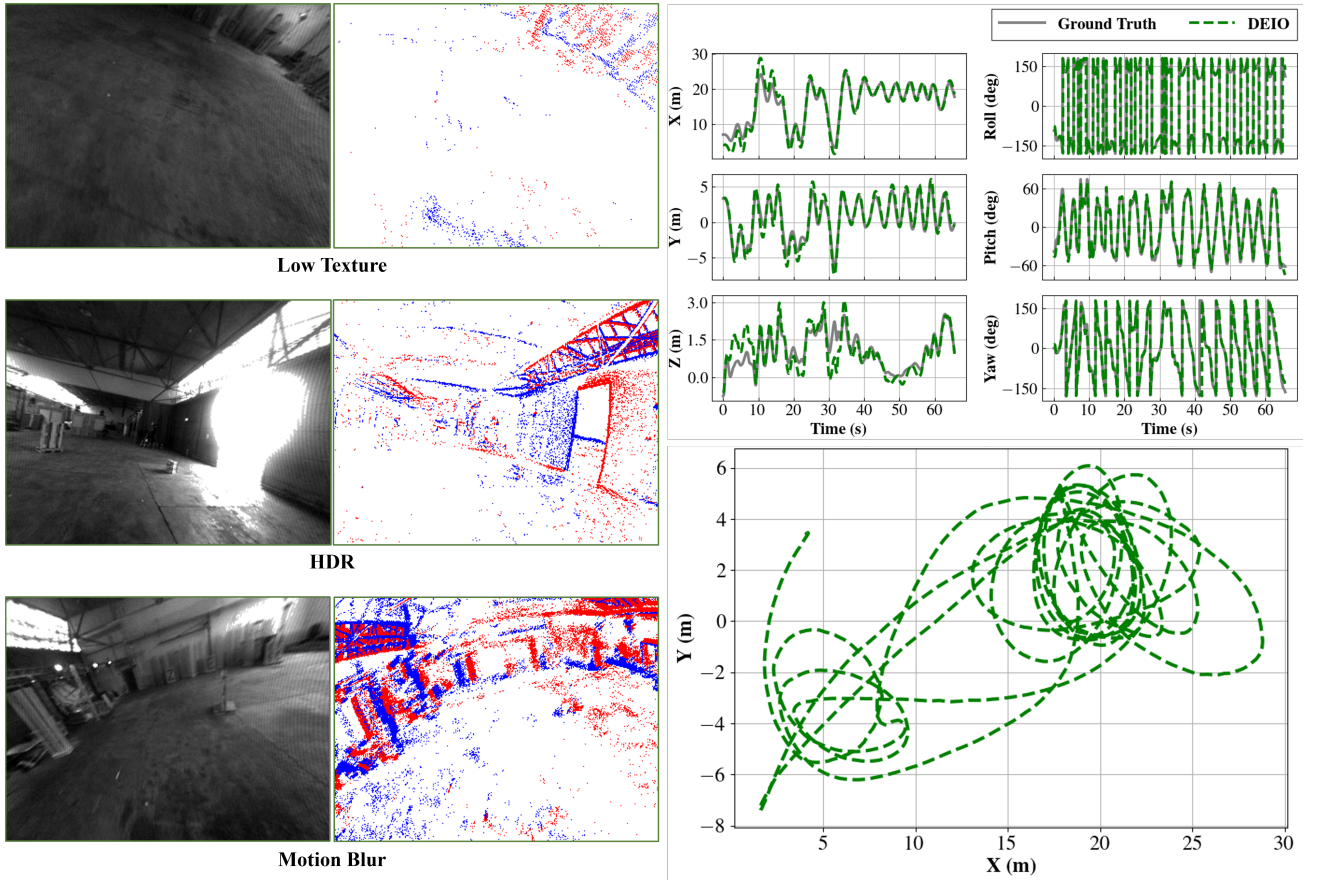 Low Texture
HDR
Motion Blur
Ground Truth
DEIO
30
20
10
X (m)
150
0
−150
Roll (deg)
5
0
−5
Y (m)
60
0
−60
Pitch (deg)
3.0
1.5
0.0
Z (m)
0 10 20 30 40 50 60
Time (s)
150
0
−150
Yaw (deg)
0 10 20 30 40 50 60
Time (s)
6
4
2
0
−2
−4
−6
−8
Y (m)
5 10 15 20 25 30
X (m)